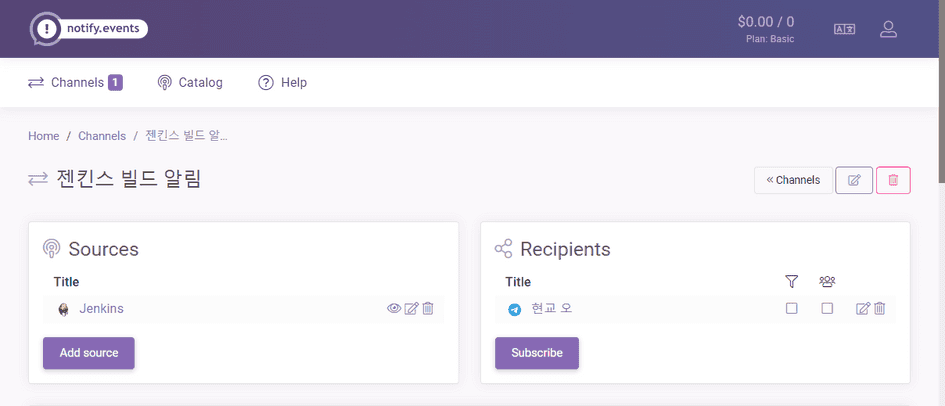 notify.events
$0.00 / 0
Plan: Basic
Channels 1
Catalog
Help
Home / Channels / 젠킨스 빌드 알...
젠킨스 빌드 알림
« Channels
Sources
Title
Jenkins
Add source
Recipients
Title
현교 오
Subscribe